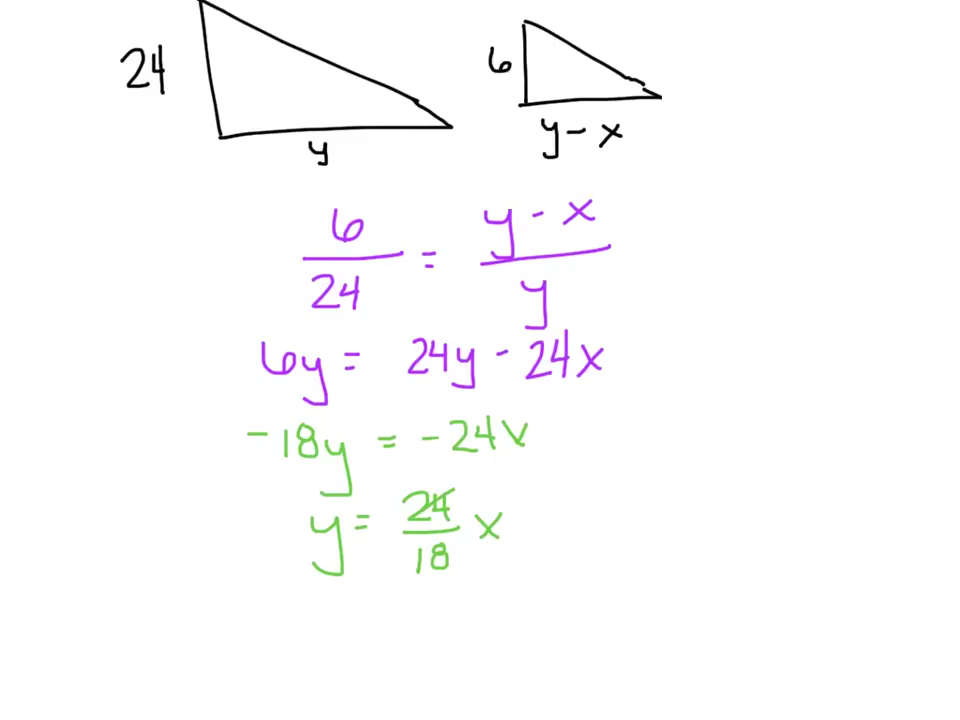 24
6
y
y - x
6/24 = y - x/y
6y = 24y - 24x
-18y = -24x
y = 24/18 x